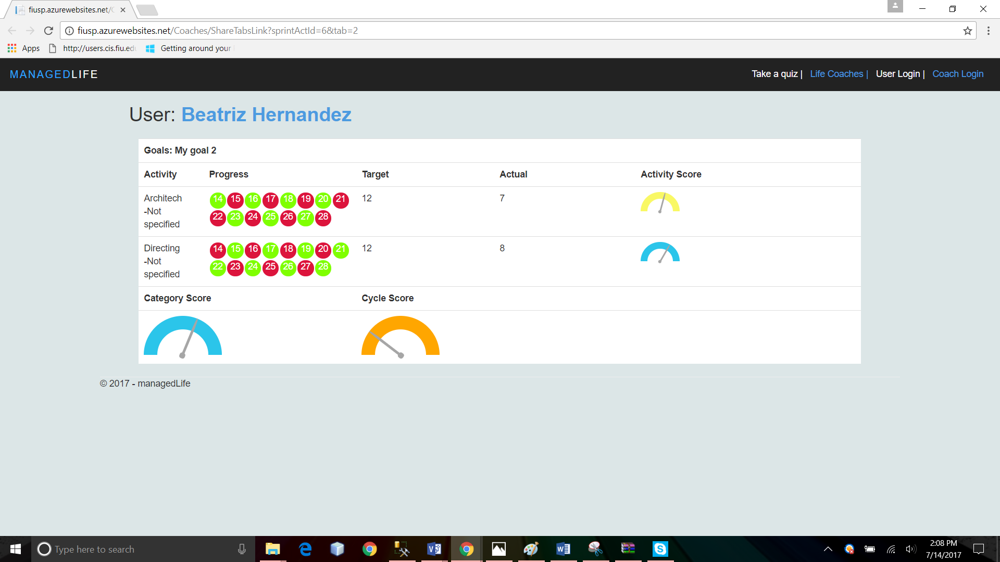 fiusp.azurewebsites.net/
fiusp.azurewebsites.net/Coaches/ShareTabsLink?sprintActId=6&tab=2
Apps http://users.cis.fiu.edu Getting around your
MANAGEDLIFE Take a quiz | Life Coaches | User Login | Coach Login
User: Beatriz Hernandez
Goals: My goal 2
Activity Progress Target Actual Activity Score
Architech 14 15 16 17 18 19 20 21 12 7
-Not 22 23 24 25 26 27 28
specified
Directing 14 15 16 17 18 19 20 21 12 8
-Not 22 23 24 25 26 27 28
specified
Category Score Cycle Score
© 2017 - managedLife
Type here to search
2:08 PM
7/14/2017